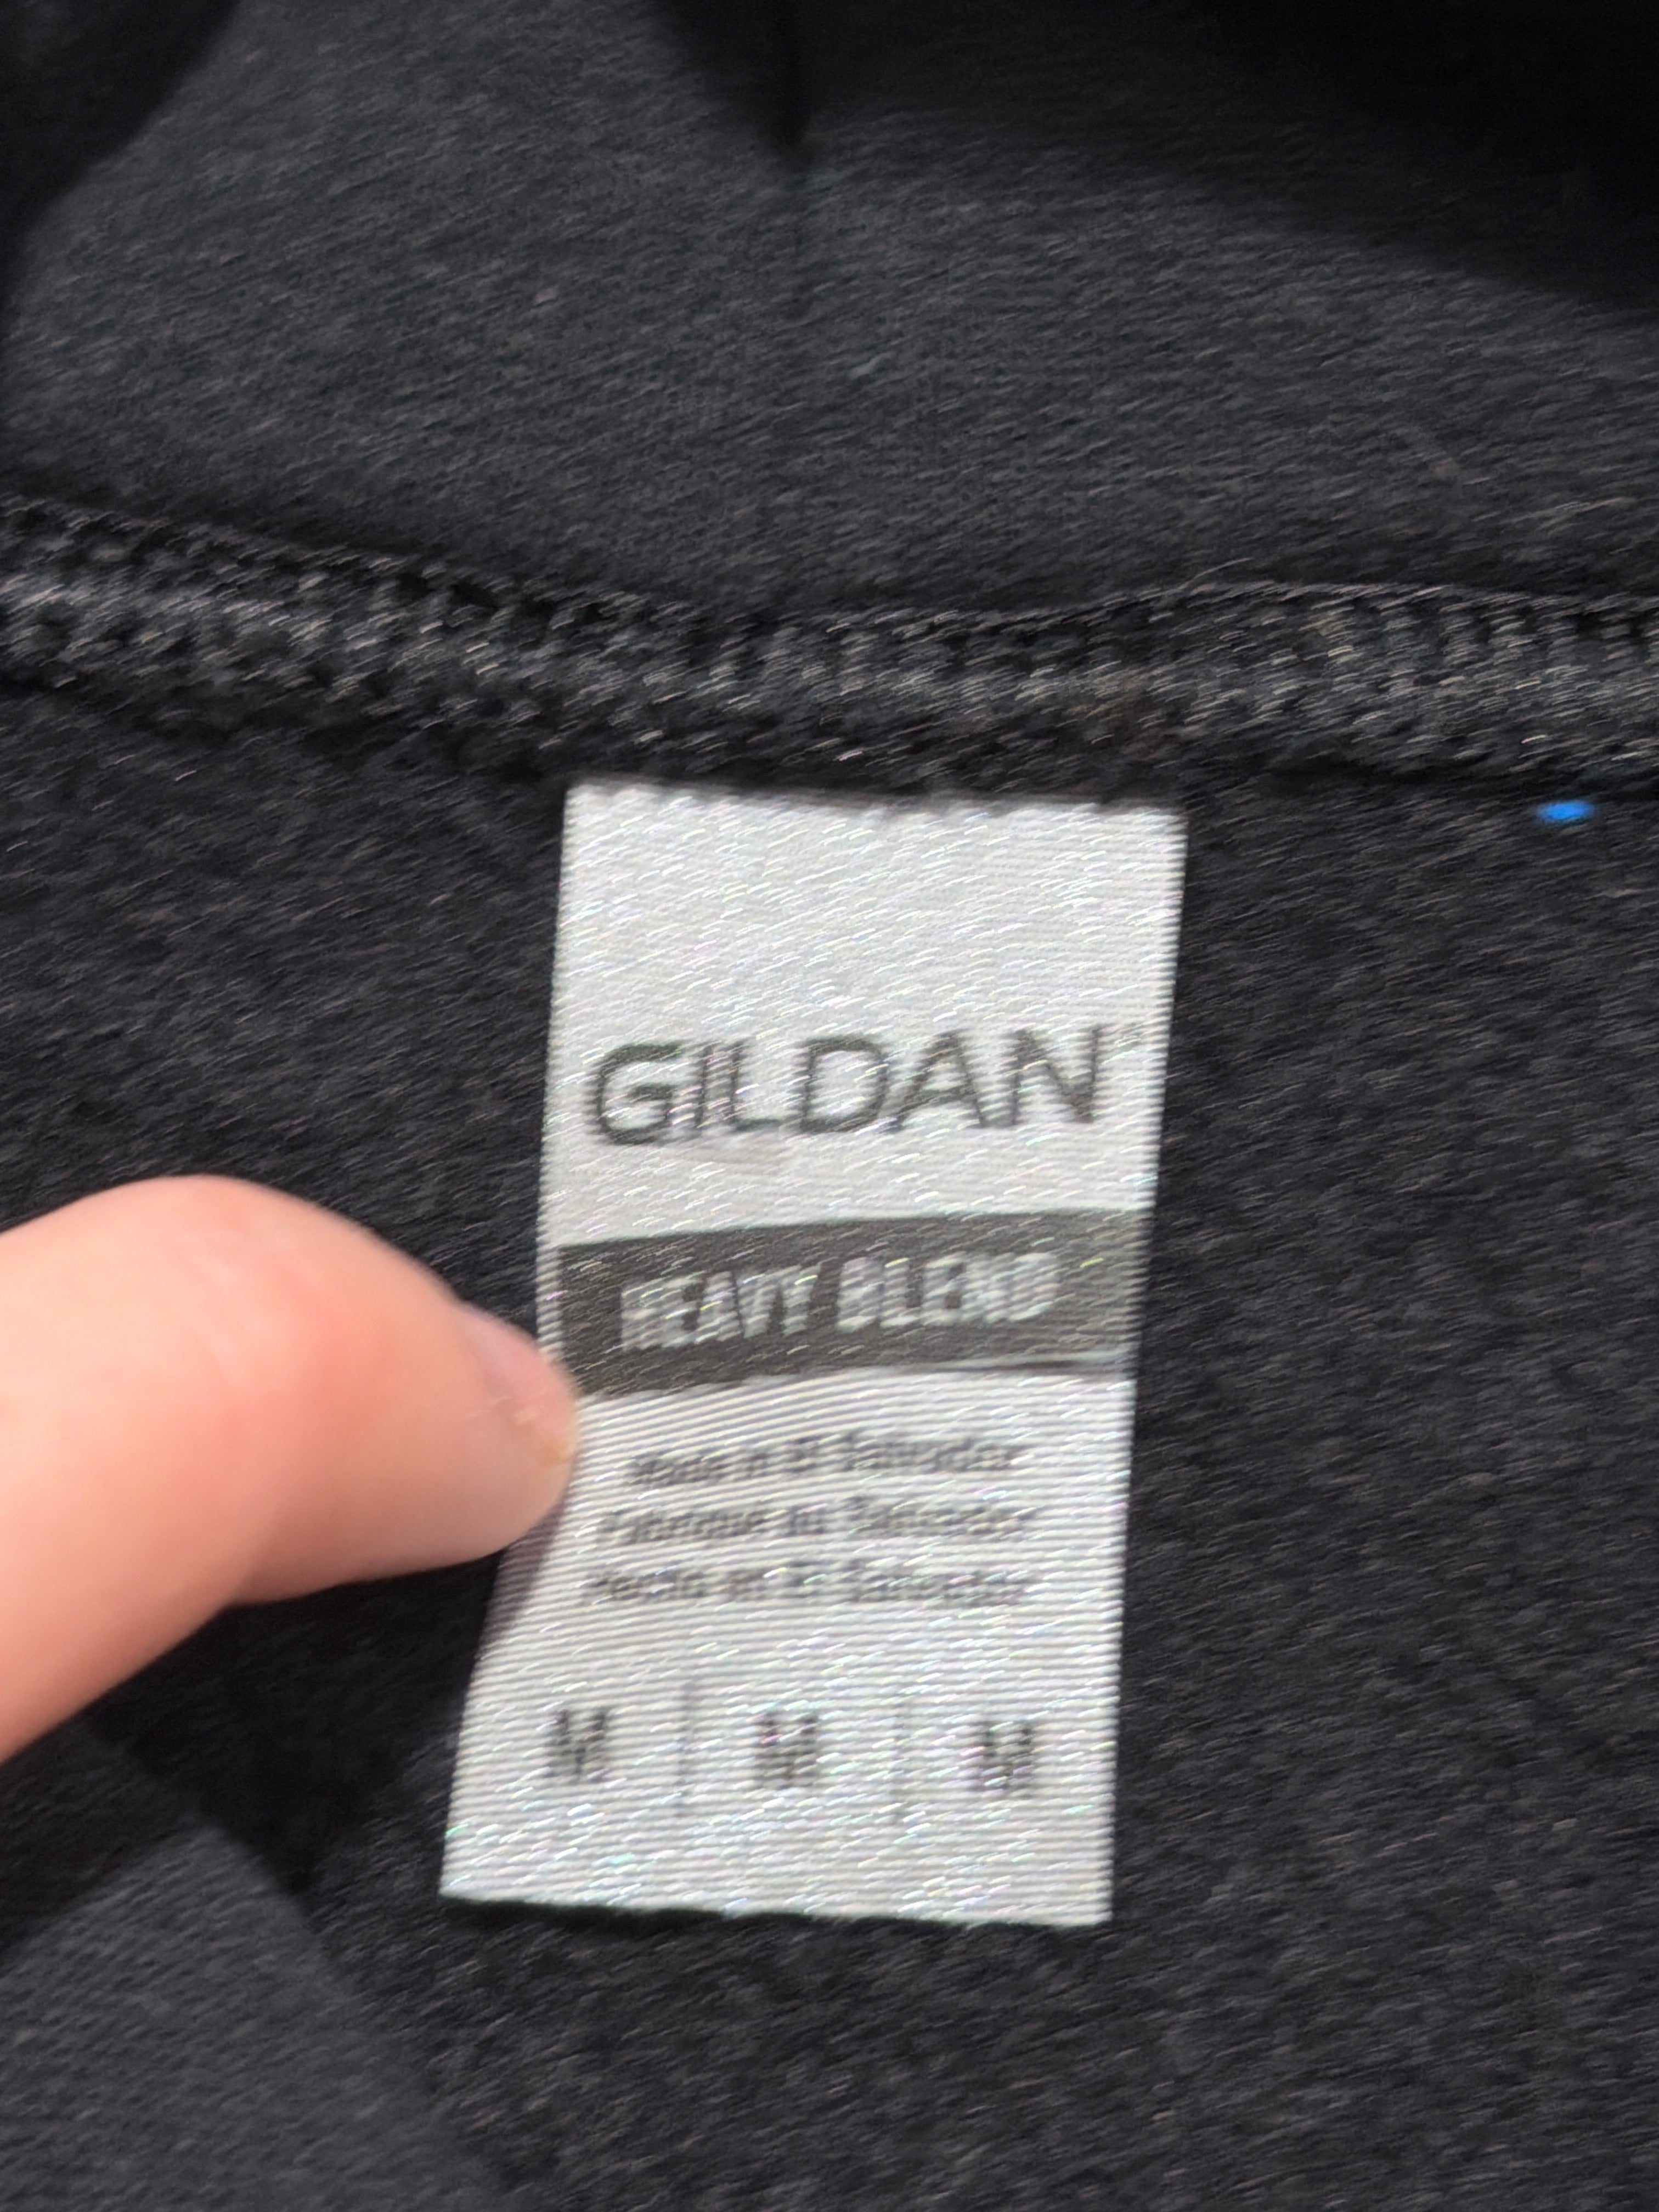 GILDAN®
HEAVY BLEND
Made in El Salvador
Fabriqué au Salvador
Hecho en El Salvador
M | M | M